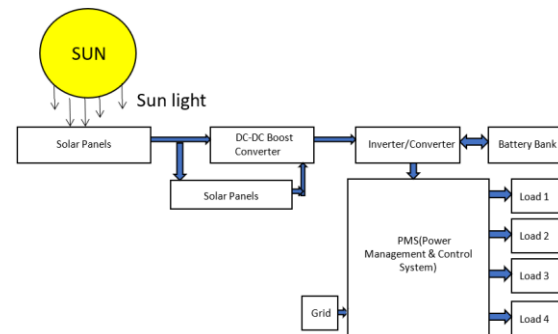 SUN
Sun light
Solar Panels
DC-DC Boost
Converter
Inverter/Converter
Battery Bank
Solar Panels
PMS(Power
Management & Control
System)
Load 1
Load 2
Load 3
Load 4
Grid